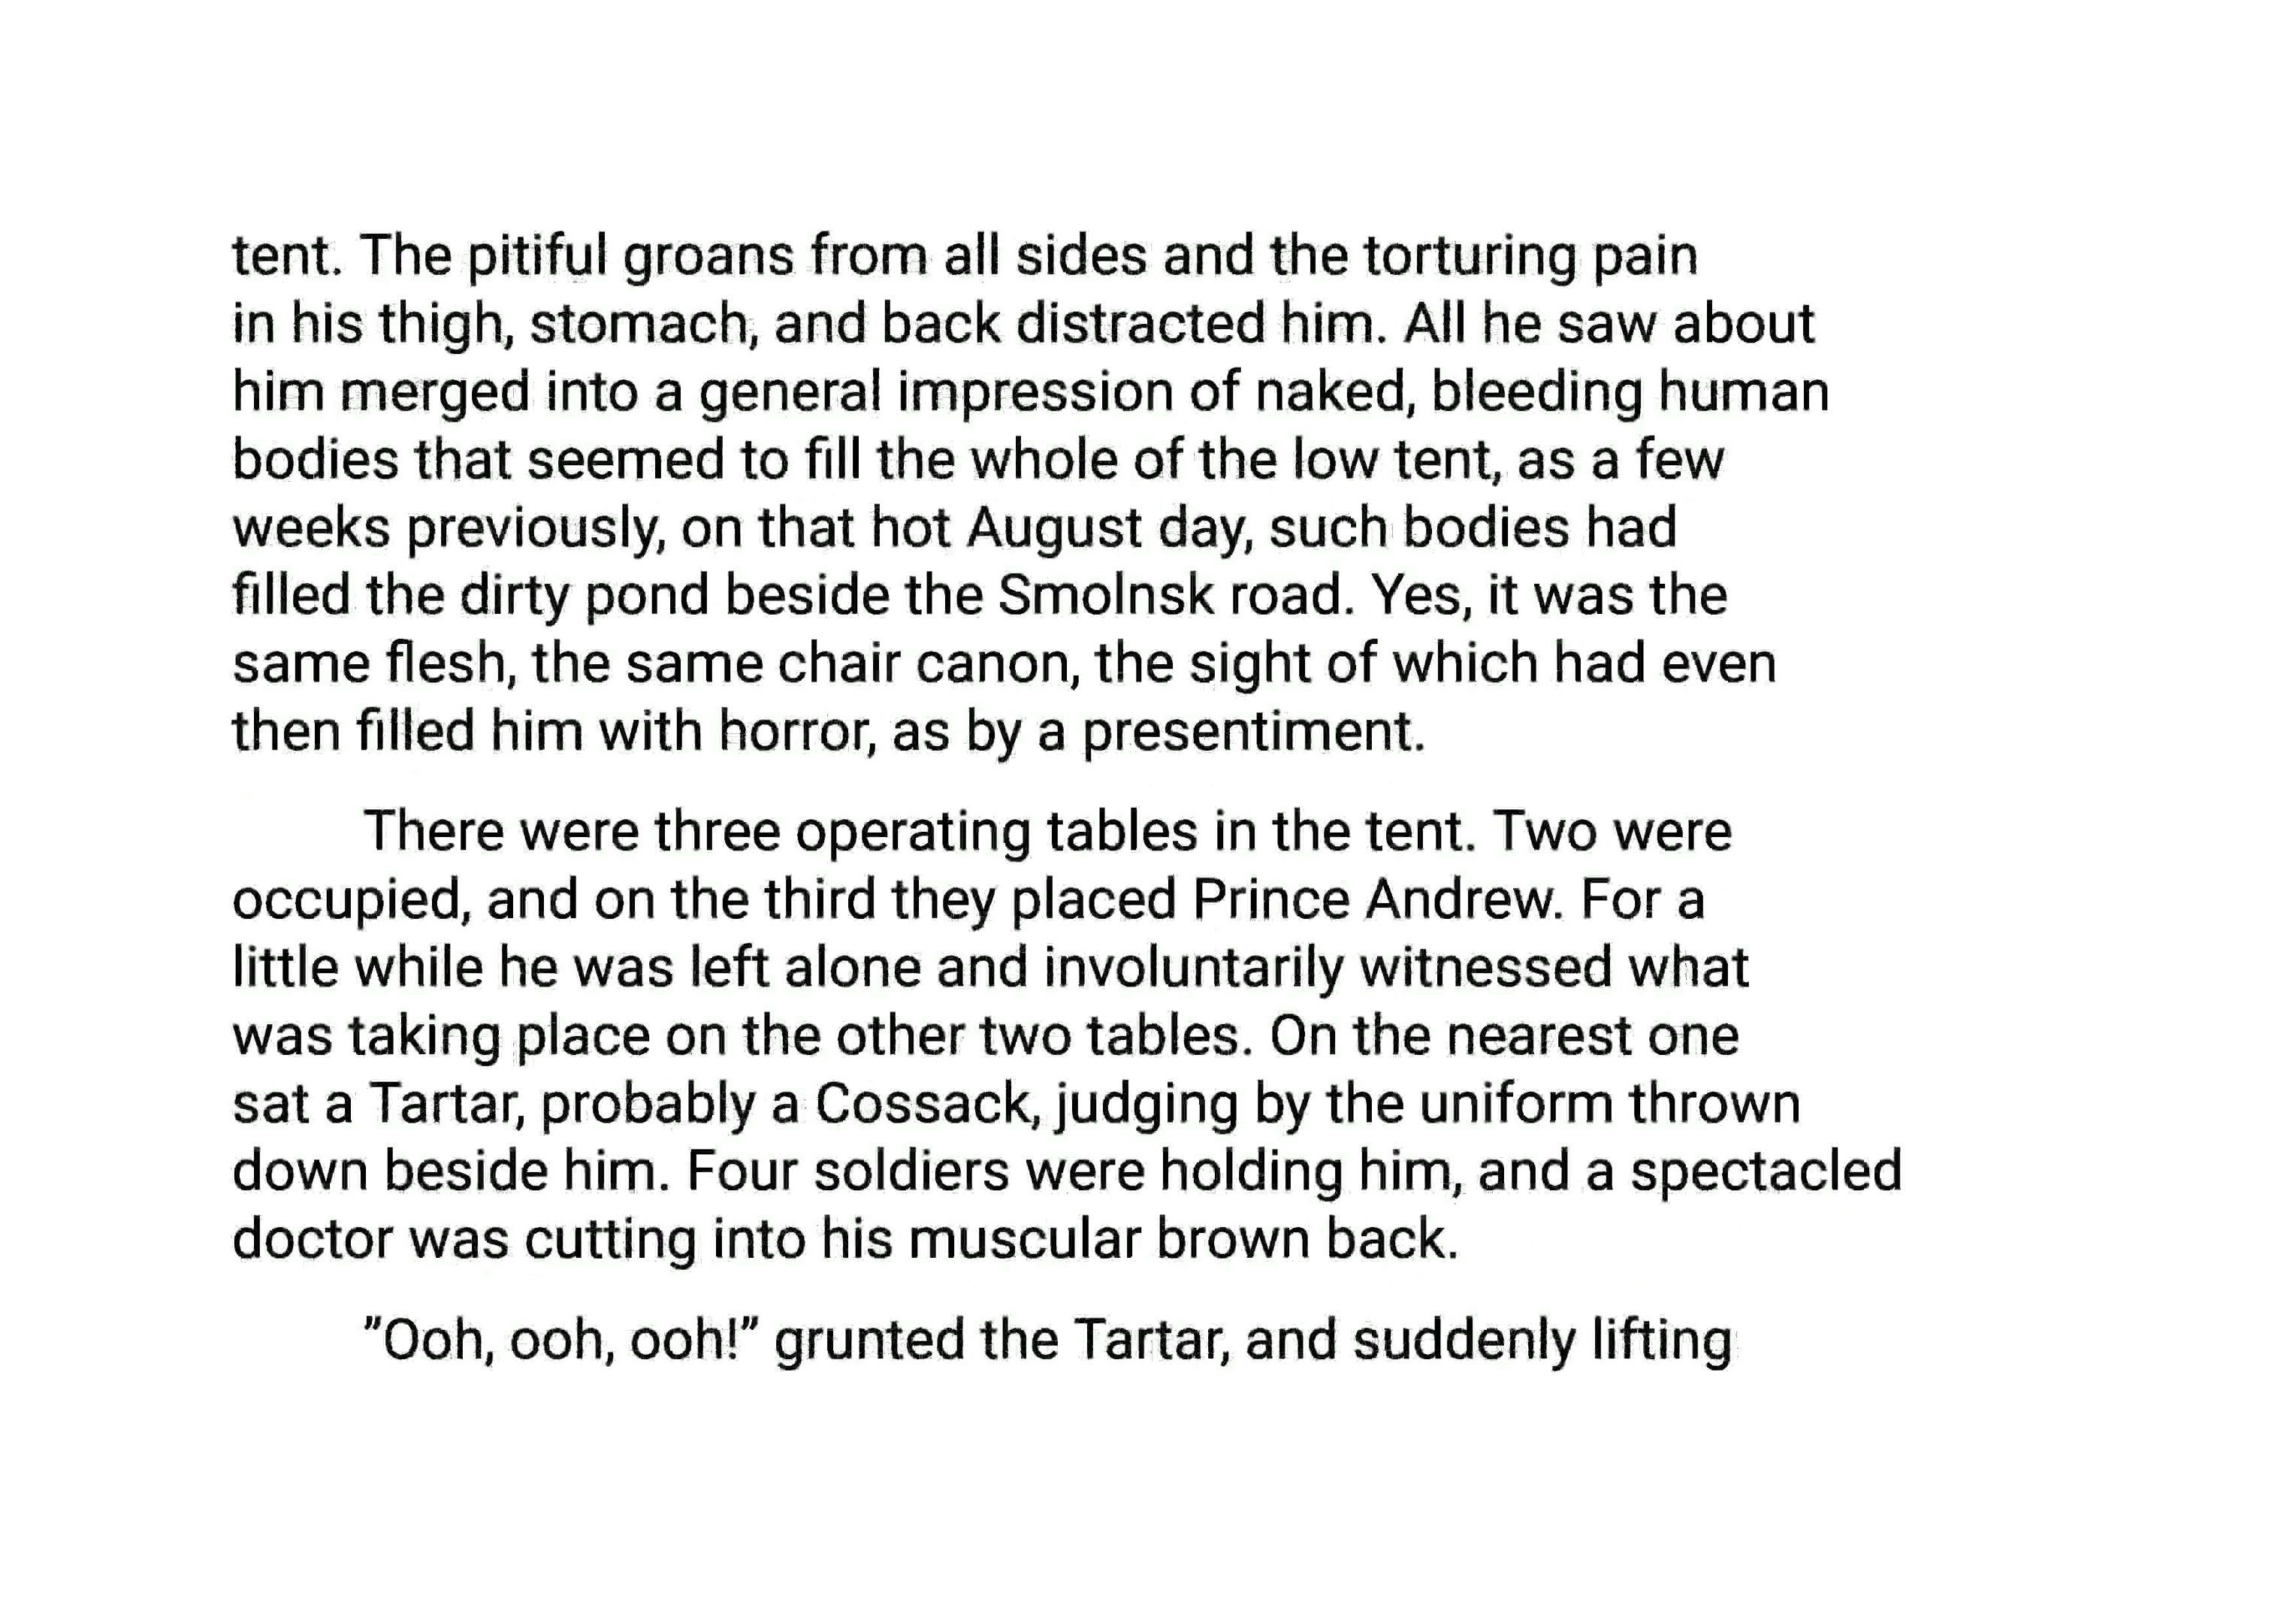 tent. The pitiful groans from all sides and the torturing pain
in his thigh, stomach, and back distracted him. All he saw about
him merged into a general impression of naked, bleeding human
bodies that seemed to fill the whole of the low tent, as a few
weeks previously, on that hot August day, such bodies had
filled the dirty pond beside the Smolnsk road. Yes, it was the
same flesh, the same chair canon, the sight of which had even
then filled him with horror, as by a presentiment.
There were three operating tables in the tent. Two were
occupied, and on the third they placed Prince Andrew. For a
little while he was left alone and involuntarily witnessed what
was taking place on the other two tables. On the nearest one
sat a Tartar, probably a Cossack, judging by the uniform thrown
down beside him. Four soldiers were holding him, and a spectacled
doctor was cutting into his muscular brown back.
”Ooh, ooh, ooh!” grunted the Tartar, and suddenly lifting